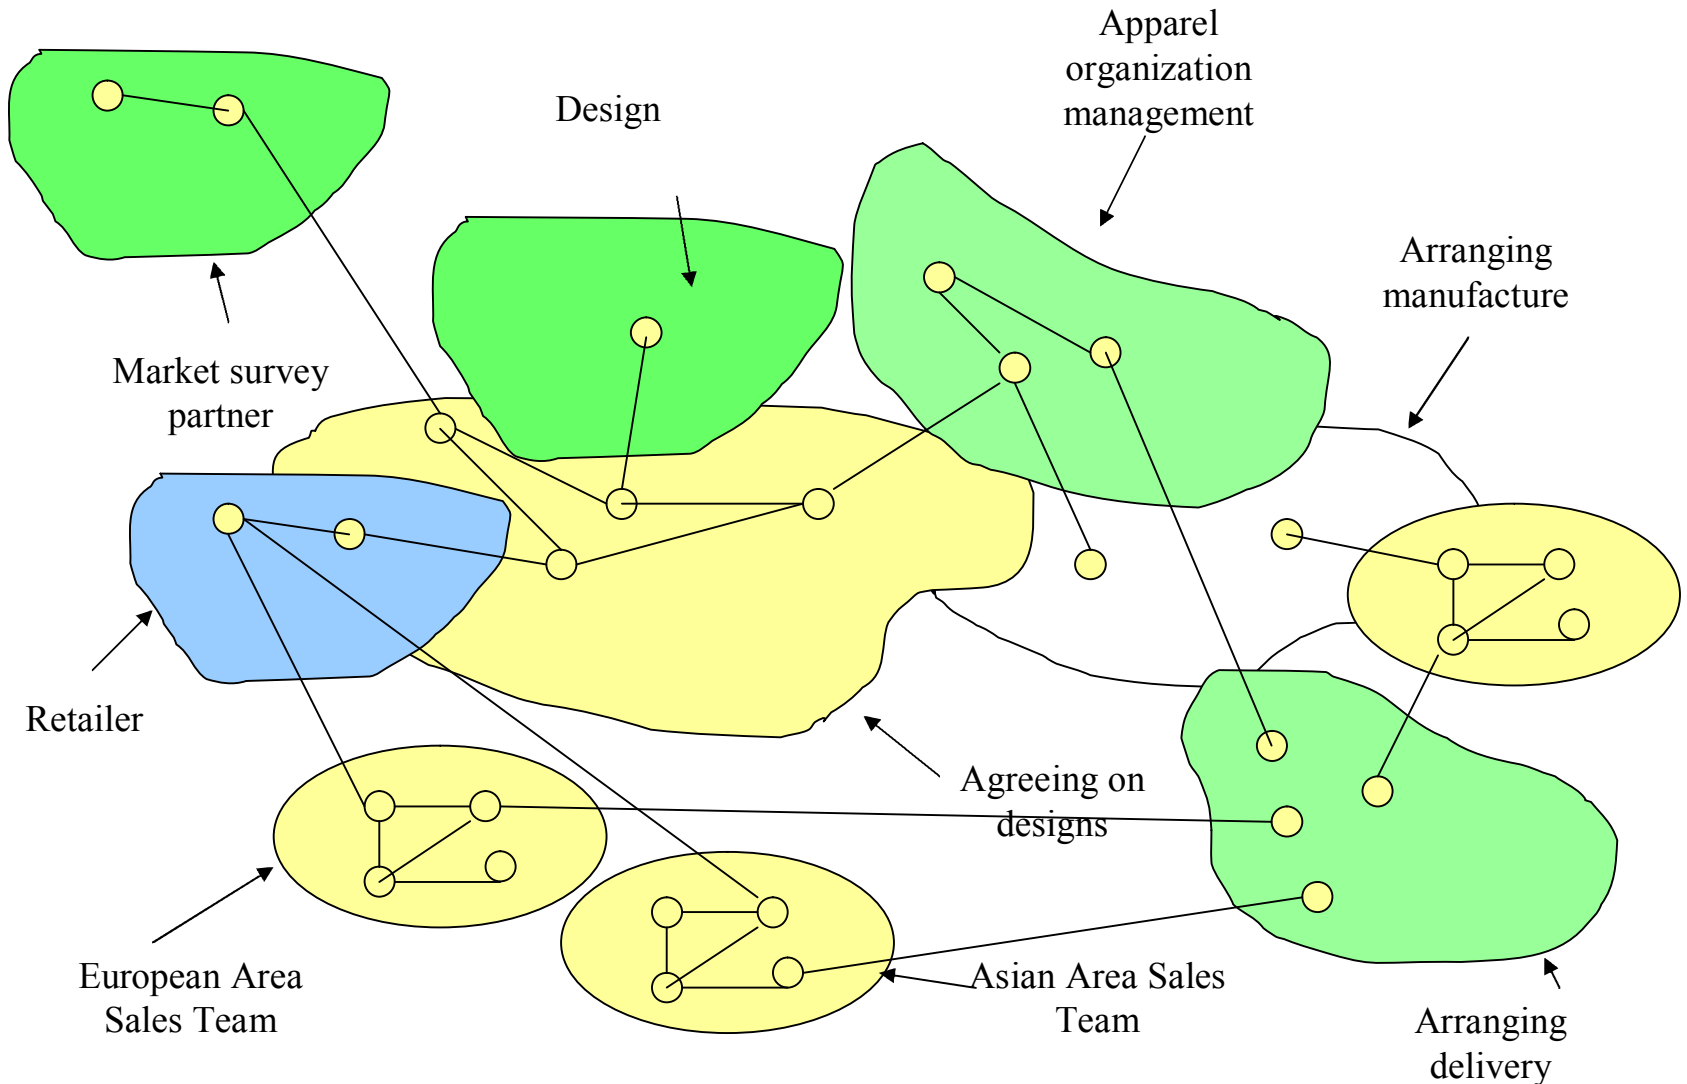 Apparel
organization
management
Design
Arranging
manufacture
Market survey
partner
Retailer
Agreeing on
designs
European Area
Sales Team
Asian Area Sales
Team
Arranging
delivery